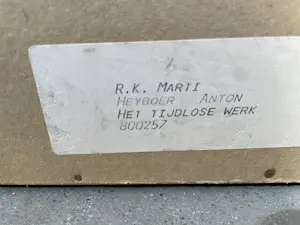 R.K. MARTI
HEYBOER ANTON
HET TIJDLOSE WERK
800257